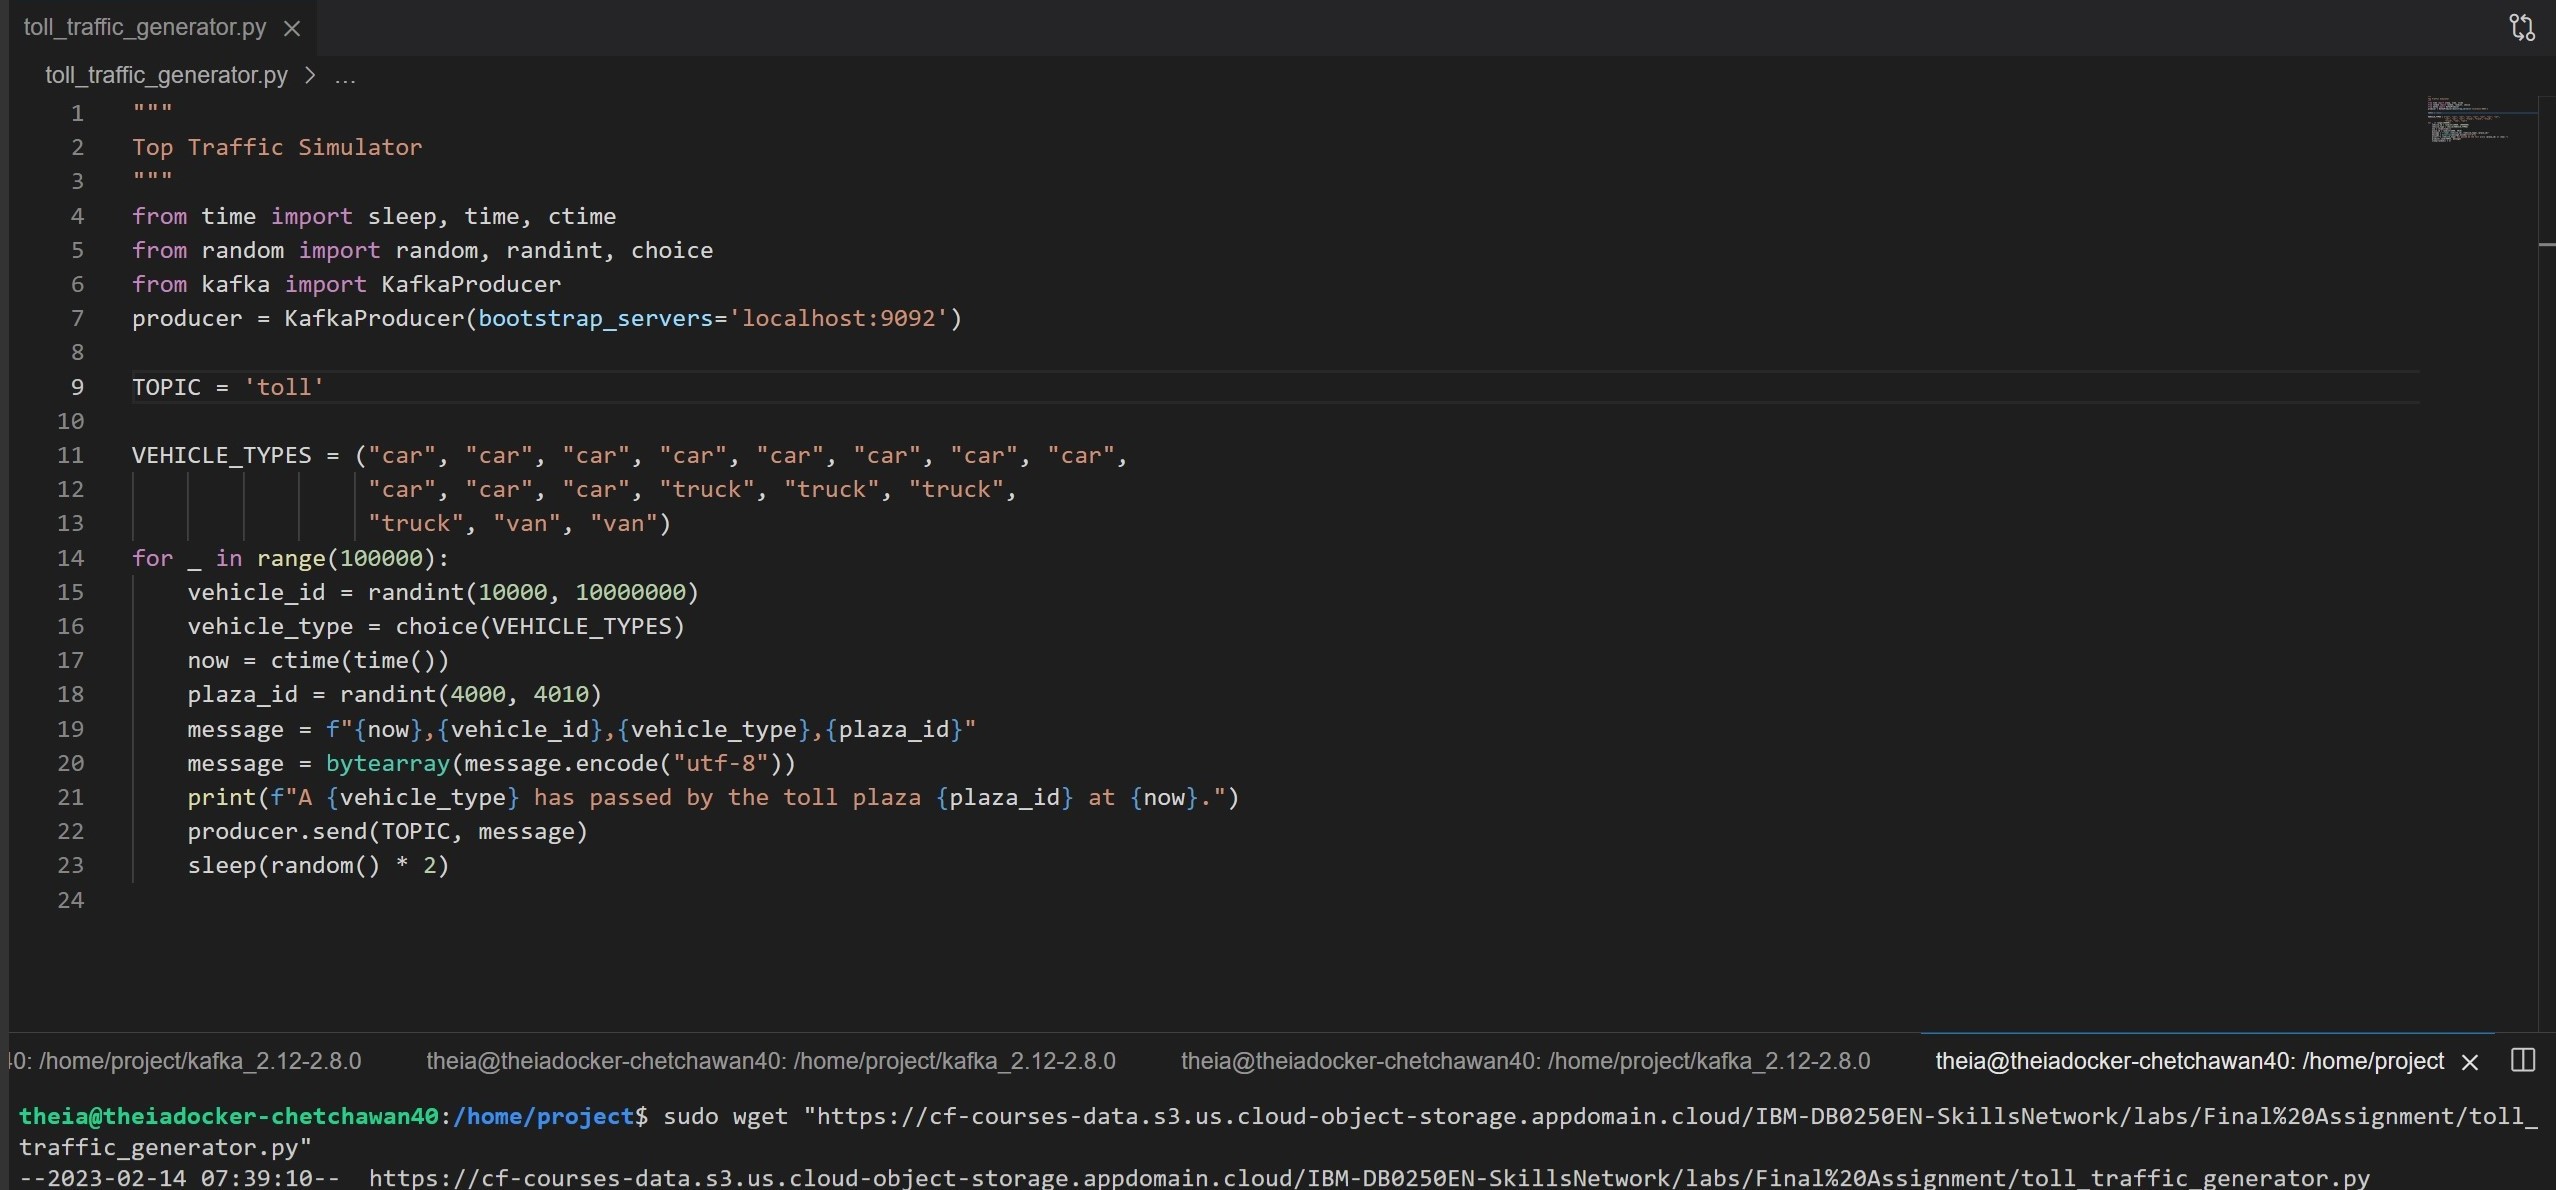 toll_traffic_generator.py
toll_traffic_generator.py > ...
1 """
2 Top Traffic Simulator
3 """
4 from time import sleep, time, ctime
5 from random import random, randint, choice
6 from kafka import KafkaProducer
7 producer = KafkaProducer(bootstrap_servers='localhost:9092')
8
9 TOPIC = 'toll'
10
11 VEHICLE_TYPES = ("car", "car", "car", "car", "car", "car", "car", "car",
12 "car", "car", "car", "truck", "truck", "truck",
13 "truck", "van", "van")
14 for _ in range(100000):
15 vehicle_id = randint(10000, 10000000)
16 vehicle_type = choice(VEHICLE_TYPES)
17 now = ctime(time())
18 plaza_id = randint(4000, 4010)
19 message = f"{now},{vehicle_id},{vehicle_type},{plaza_id}"
20 message = bytearray(message.encode("utf-8"))
21 print(f"A {vehicle_type} has passed by the toll plaza {plaza_id} at {now}.")
22 producer.send(TOPIC, message)
23 sleep(random() * 2)
24
40: /home/project/kafka_2.12-2.8.0 theia@theiadocker-chetchawan40: /home/project/kafka_2.12-2.8.0 theia@theiadocker-chetchawan40: /home/project/kafka_2.12-2.8.0 theia@theiadocker-chetchawan40: /home/project
theia@theiadocker-chetchawan40:/home/project$ sudo wget "https://cf-courses-data.s3.us.cloud-object-storage.appdomain.cloud/IBM-DB0250EN-SkillsNetwork/labs/Final%20Assignment/toll_
traffic_generator.py"
--2023-02-14 07:39:10-- https://cf-courses-data.s3.us.cloud-object-storage.appdomain.cloud/IBM-DB0250EN-SkillsNetwork/labs/Final%20Assignment/toll_traffic_generator.py